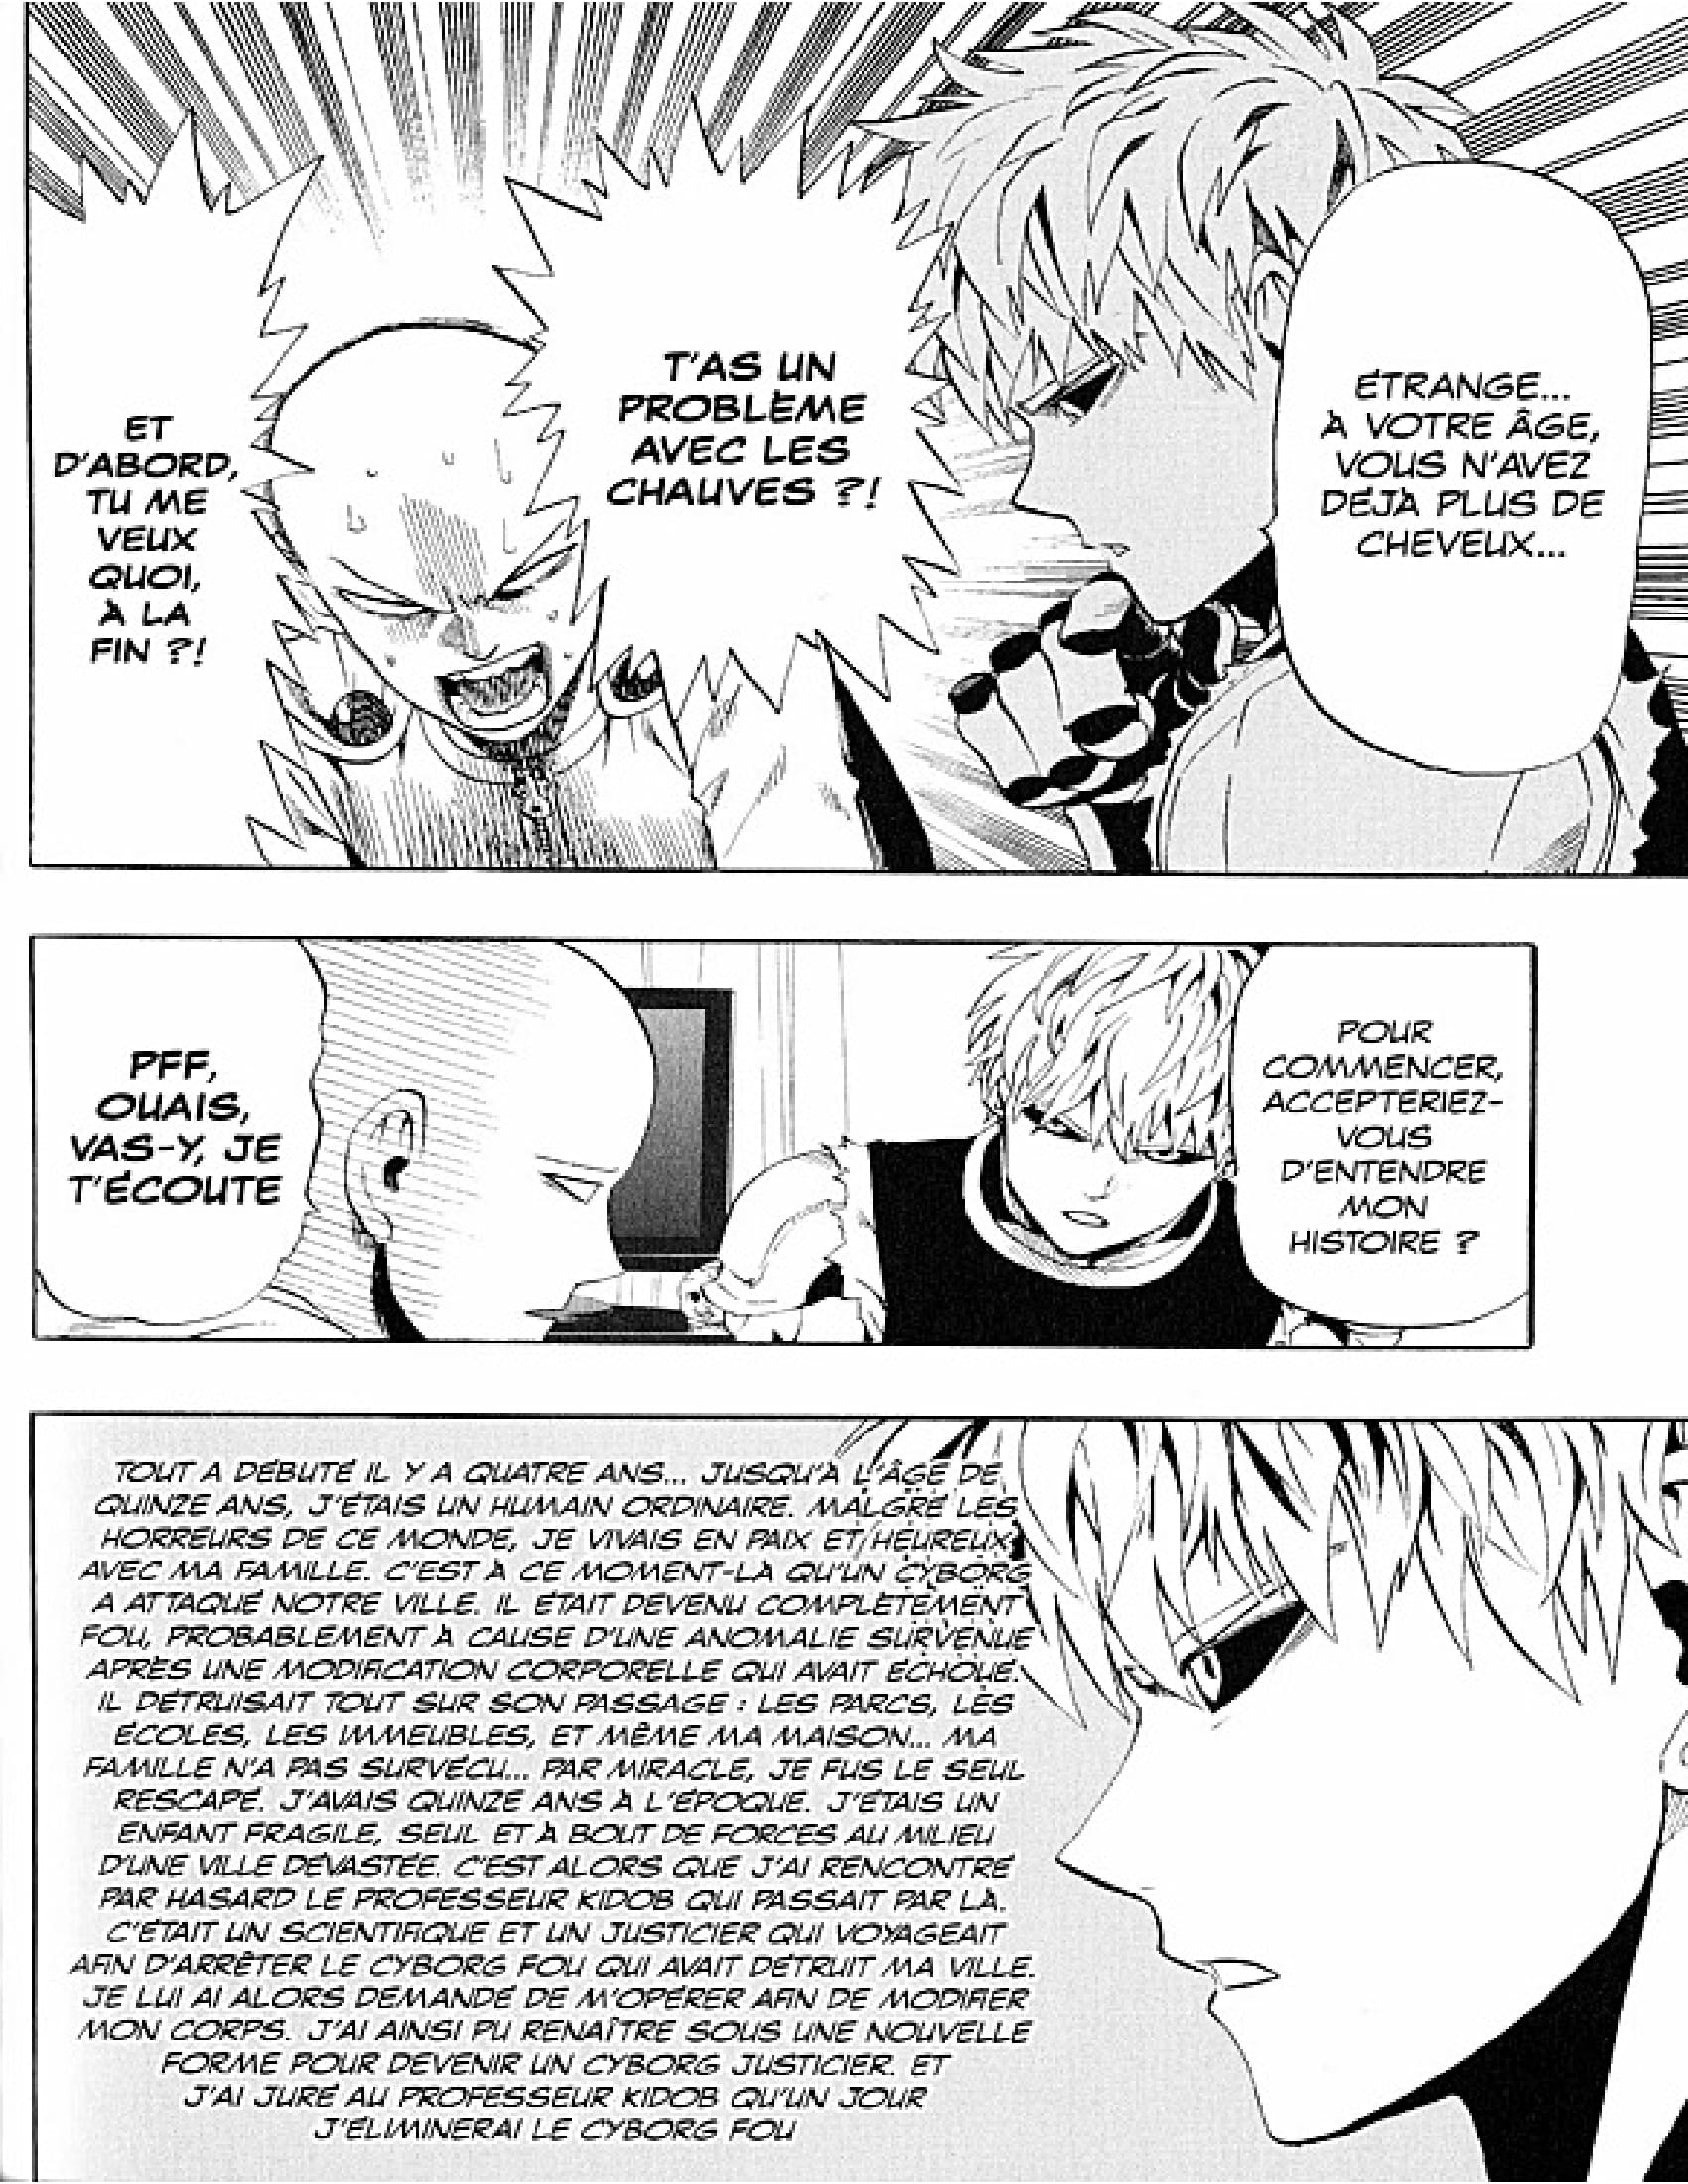 ÉTRANGE...
À VOTRE ÂGE,
VOUS N'AVEZ
DÉJÀ PLUS DE
CHEVEUX...
T'AS UN
PROBLÈME
AVEC LES
CHAUVES ?!
ET
D'ABORD,
TU ME
VEUX
QUOI,
À LA
FIN ?!
POUR
COMMENCER,
ACCEPTERIEZ-
VOUS
D'ENTENDRE
MON
HISTOIRE ?
PFF,
OUAIS,
VAS-Y, JE
T'ÉCOUTE
TOUT A DÉBUTÉ IL Y A QUATRE ANS... JUSQU'À L'ÂGE DE
QUINZE ANS, J'ÉTAIS UN HUMAIN ORDINAIRE. MALGRÉ LES
HORREURS DE CE MONDE, JE VIVAIS EN PAIX ET HEUREUX
AVEC MA FAMILLE. C'EST À CE MOMENT-LÀ QU'UN CYBORG
A ATTAQUÉ NOTRE VILLE. IL ÉTAIT DEVENU COMPLÈTEMENT
FOU, PROBABLEMENT À CAUSE D'UNE ANOMALIE SURVENUE
APRÈS UNE MODIFICATION CORPORELLE QUI AVAIT ÉCHOUÉ.
IL DÉTRUISAIT TOUT SUR SON PASSAGE : LES PARCS, LES
ÉCOLES, LES IMMEUBLES, ET MÊME MA MAISON... MA
FAMILLE N'A PAS SURVÉCU... PAR MIRACLE, JE FUS LE SEUL
RESCAPÉ. J'AVAIS QUINZE ANS À L'ÉPOQUE. J'ÉTAIS UN
ENFANT FRAGILE, SEUL ET À BOUT DE FORCES AU MILIEU
D'UNE VILLE DÉVASTÉE. C'EST ALORS QUE J'AI RENCONTRÉ
PAR HASARD LE PROFESSEUR KIDOB QUI PASSAIT PAR LÀ.
C'ÉTAIT UN SCIENTIFIQUE ET UN JUSTICIER QUI VOYAGEAIT
AFIN D'ARRÊTER LE CYBORG FOU QUI AVAIT DÉTRUIT MA VILLE.
JE LUI AI ALORS DEMANDÉ DE M'OPÉRER AFIN DE MODIFIER
MON CORPS. J'AI AINSI PU RENAÎTRE SOUS UNE NOUVELLE
FORME POUR DEVENIR UN CYBORG JUSTICIER. ET
J'AI JURÉ AU PROFESSEUR KIDOB QU'UN JOUR
J'ÉLIMINERAI LE CYBORG FOU